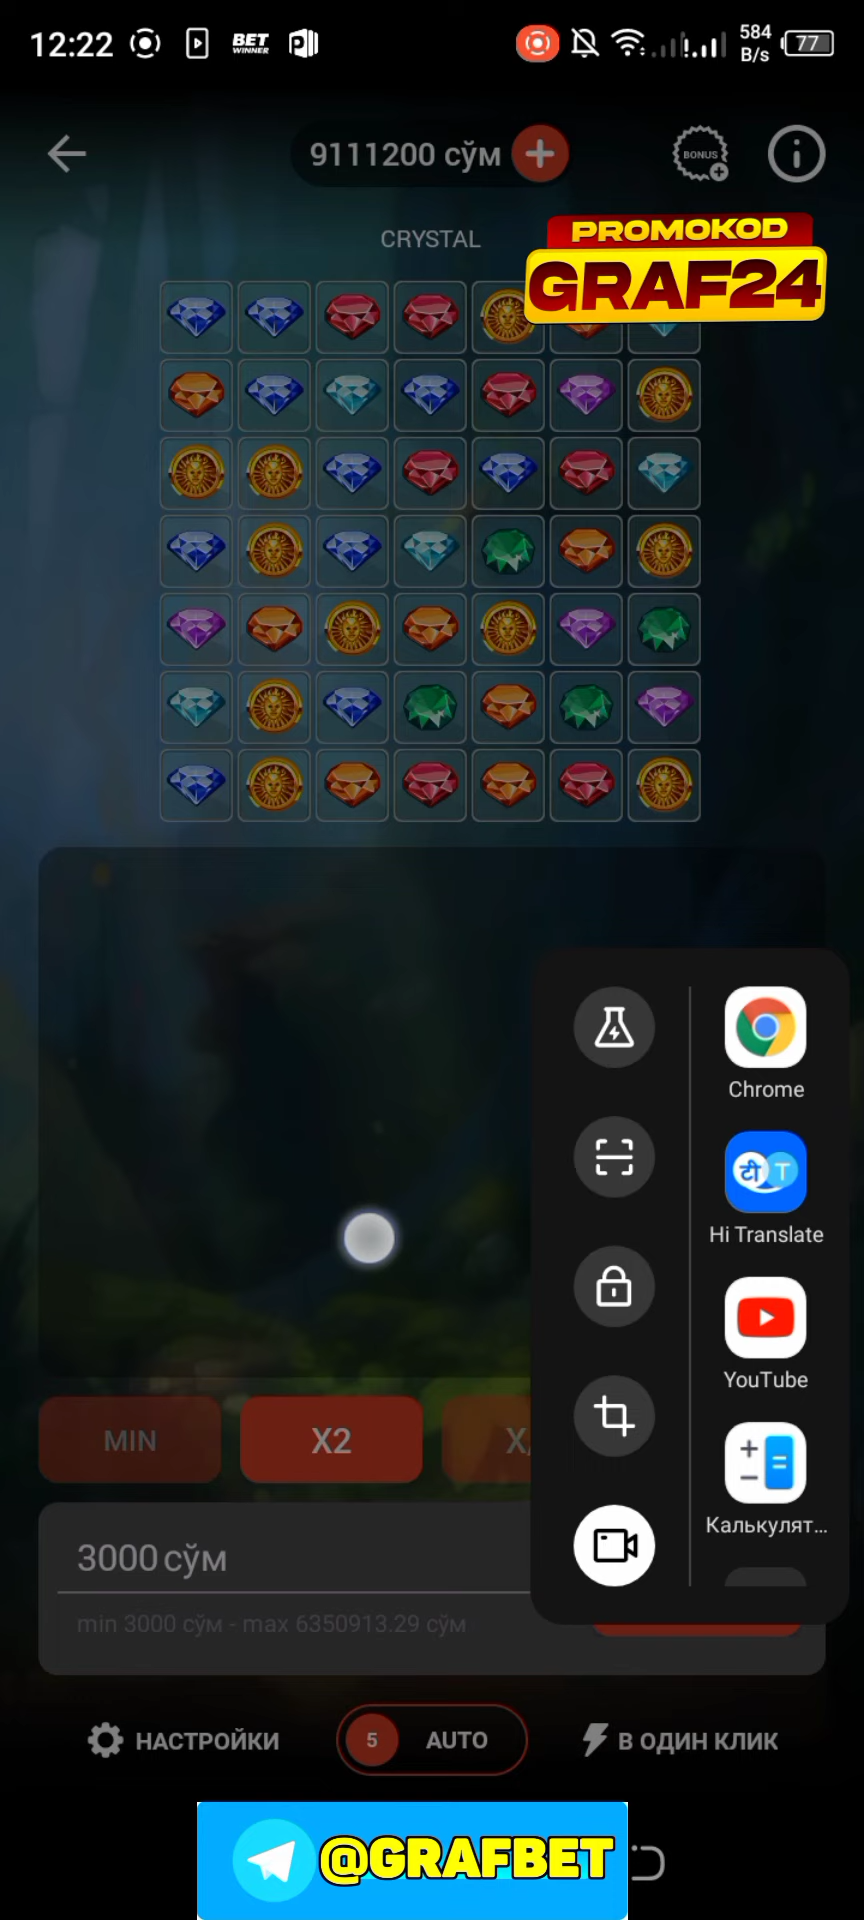 12:22
BET
WINNER
584
B/s
77
9111200 сўм
BONUS
CRYSTAL
PROMOKOD
GRAF24
Chrome
टी T
Hi Translate
YouTube
Калькулят...
MIN
X2
X/
3000 сўм
min 3000 сўм - max 6350913.29 сўм
НАСТРОЙКИ
5
AUTO
В ОДИН КЛИК
@GRAFBET